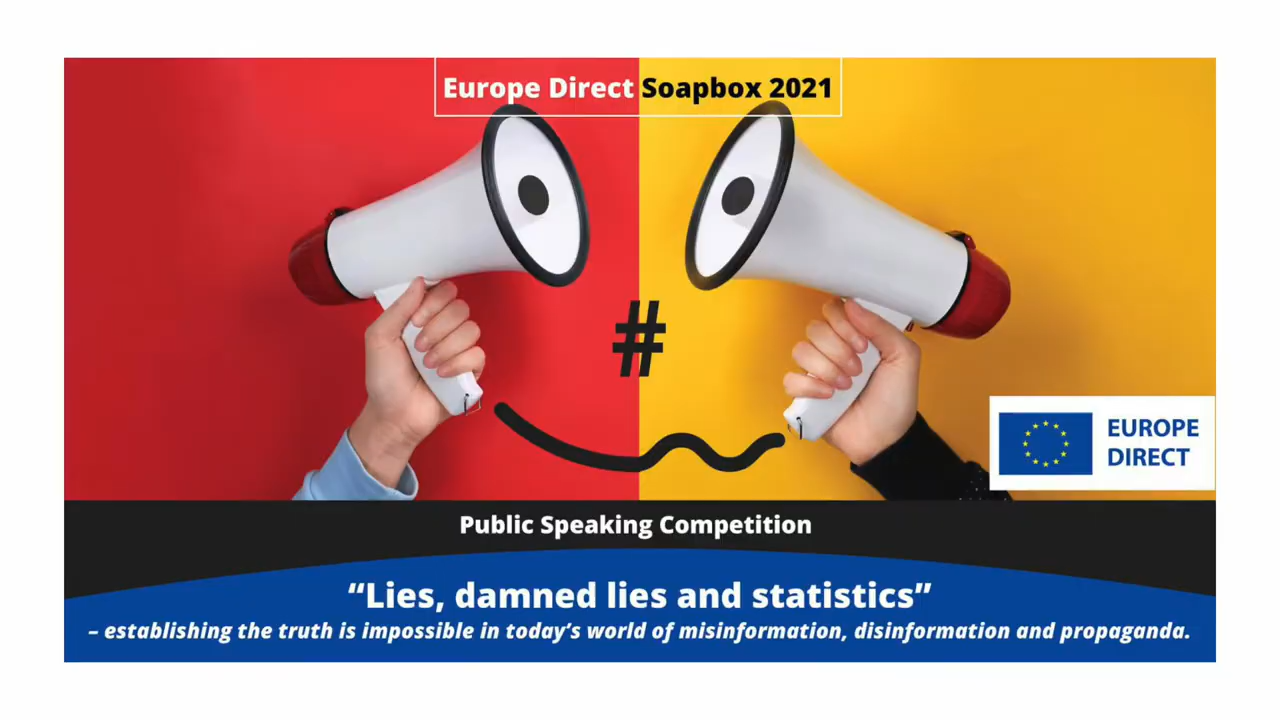 Europe Direct Soapbox 2021
#
EUROPE
DIRECT
Public Speaking Competition
“Lies, damned lies and statistics”
– establishing the truth is impossible in today’s world of misinformation, disinformation and propaganda.